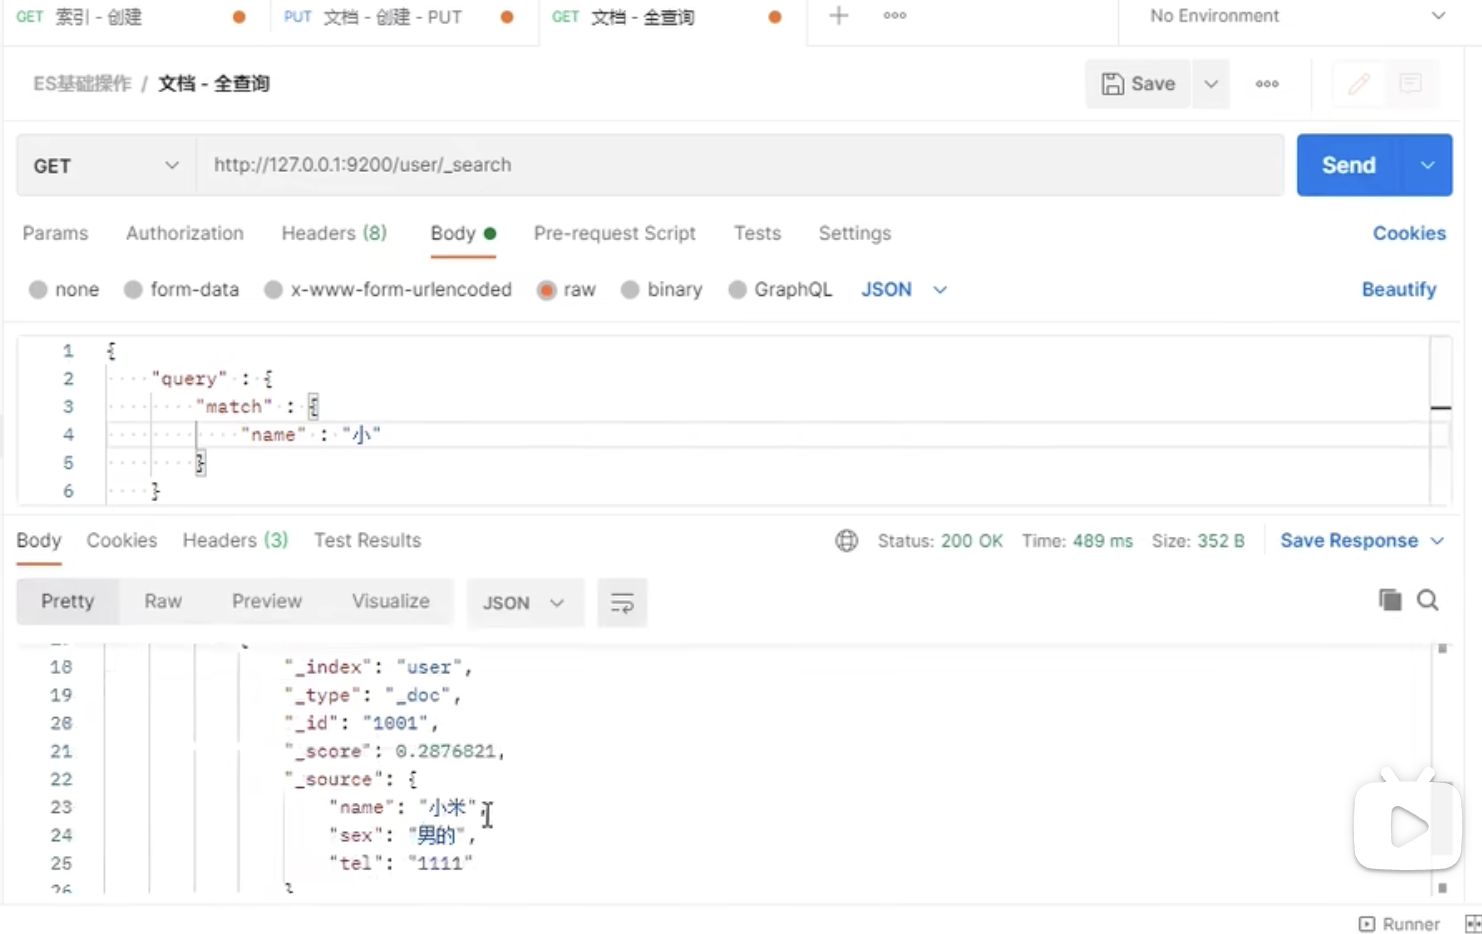 GET 索引 - 创建 PUT 文档 - 创建 - PUT GET 文档 - 全查询 No Environment
ES基础操作 / 文档 - 全查询 Save
GET http://127.0.0.1:9200/user/_search Send
Params Authorization Headers (8) Body Pre-request Script Tests Settings Cookies
none form-data x-www-form-urlencoded raw binary GraphQL JSON Beautify
1 {
2 "query" : {
3 "match" : {
4 "name" : "小"
5 }
6 }
Body Cookies Headers (3) Test Results Status: 200 OK Time: 489 ms Size: 352 B Save Response
Pretty Raw Preview Visualize JSON
18 "_index": "user",
19 "_type": "_doc",
20 "_id": "1001",
21 "_score": 0.2876821,
22 "_source": {
23 "name": "小米",
24 "sex": "男的",
25 "tel": "1111"
26 }
Runner